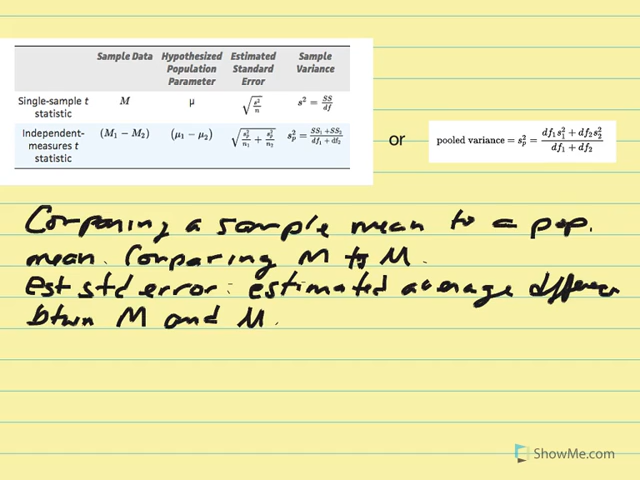 Sample Data Hypothesized Population Parameter Estimated Standard Error Sample Variance
Single-sample t statistic M μ √(s²/n) s² = SS/df
Independent-measures t statistic (M₁ − M₂) (μ₁ − μ₂) √(s²ₚ/n₁ + s²ₚ/n₂) s²ₚ = (SS₁ + SS₂)/(df₁ + df₂)
or
pooled variance = s²ₚ = (df₁s²₁ + df₂s²₂)/(df₁ + df₂)
Comparing a sample mean to a pop.
mean. Comparing M to M.
Est std error: estimated average difference
btwn M and M.
ShowMe.com